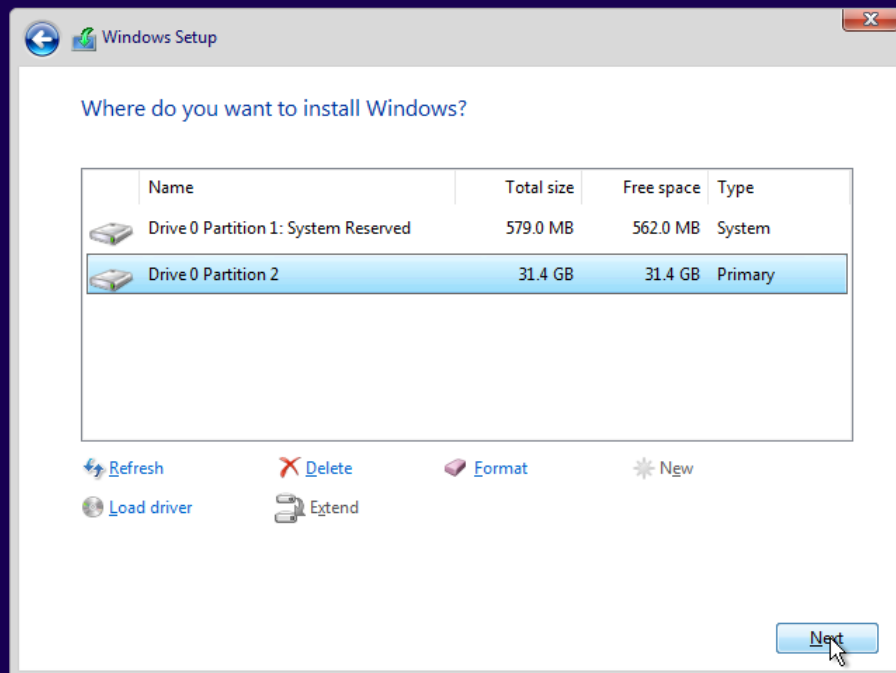 Windows Setup
Where do you want to install Windows?
Name Total size Free space Type
Drive 0 Partition 1: System Reserved 579.0 MB 562.0 MB System
Drive 0 Partition 2 31.4 GB 31.4 GB Primary
Refresh Delete Format New
Load driver Extend
Next